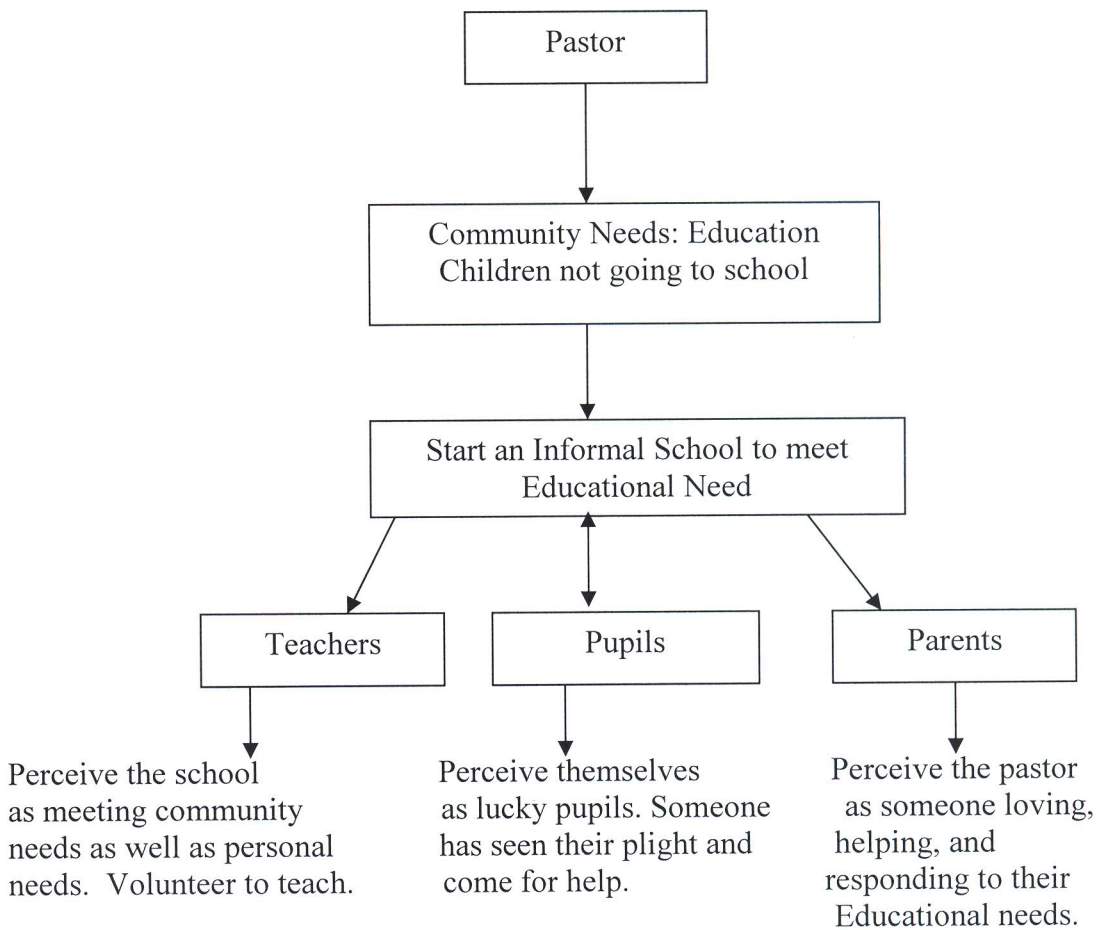 Pastor
Community Needs: Education
Children not going to school
Start an Informal School to meet
Educational Need
Teachers
Pupils
Parents
Perceive the school
as meeting community
needs as well as personal
needs. Volunteer to teach.
Perceive themselves
as lucky pupils. Someone
has seen their plight and
come for help.
Perceive the pastor
as someone loving,
helping, and
responding to their
Educational needs.